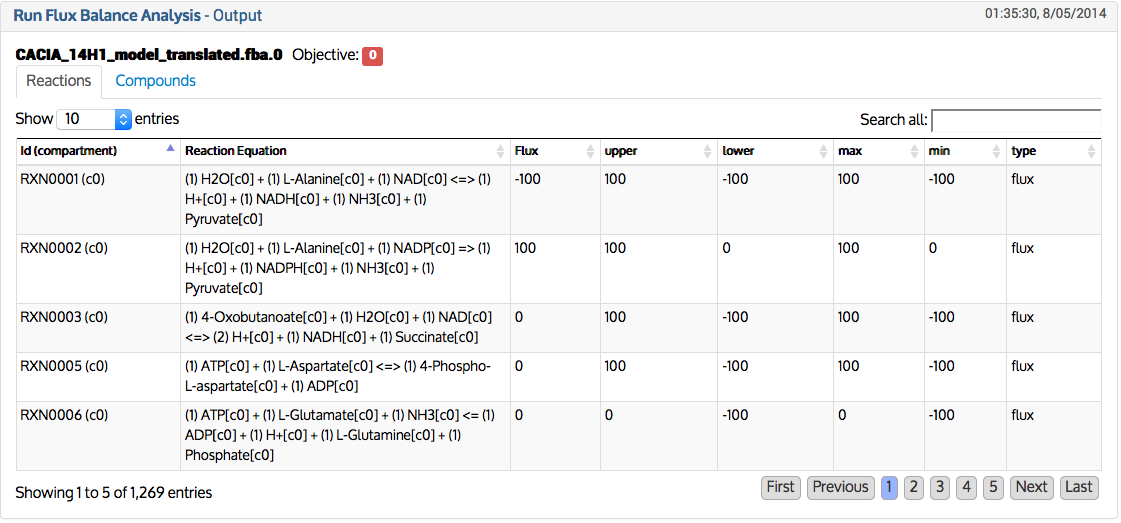 Run Flux Balance Analysis - Output 01:35:30, 8/05/2014
CACIA_14H1_model_translated.fba.0 Objective: 0
Reactions Compounds
Show 10 entries Search all:
Id (compartment) Reaction Equation Flux upper lower max min type
RXN0001 (c0) (1) H2O[c0] + (1) L-Alanine[c0] + (1) NAD[c0] <=> (1) -100 100 -100 100 -100 flux
H+[c0] + (1) NADH[c0] + (1) NH3[c0] + (1)
Pyruvate[c0]
RXN0002 (c0) (1) H2O[c0] + (1) L-Alanine[c0] + (1) NADP[c0] => (1) 100 100 0 100 0 flux
H+[c0] + (1) NADPH[c0] + (1) NH3[c0] + (1)
Pyruvate[c0]
RXN0003 (c0) (1) 4-Oxobutanoate[c0] + (1) H2O[c0] + (1) NAD[c0] 0 100 -100 100 -100 flux
<=> (2) H+[c0] + (1) NADH[c0] + (1) Succinate[c0]
RXN0005 (c0) (1) ATP[c0] + (1) L-Aspartate[c0] <=> (1) 4-Phospho- 0 100 -100 100 -100 flux
L-aspartate[c0] + (1) ADP[c0]
RXN0006 (c0) (1) ATP[c0] + (1) L-Glutamate[c0] + (1) NH3[c0] <= (1) 0 0 -100 0 -100 flux
ADP[c0] + (1) H+[c0] + (1) L-Glutamine[c0] + (1)
Phosphate[c0]
Showing 1 to 5 of 1,269 entries First Previous 1 2 3 4 5 Next Last